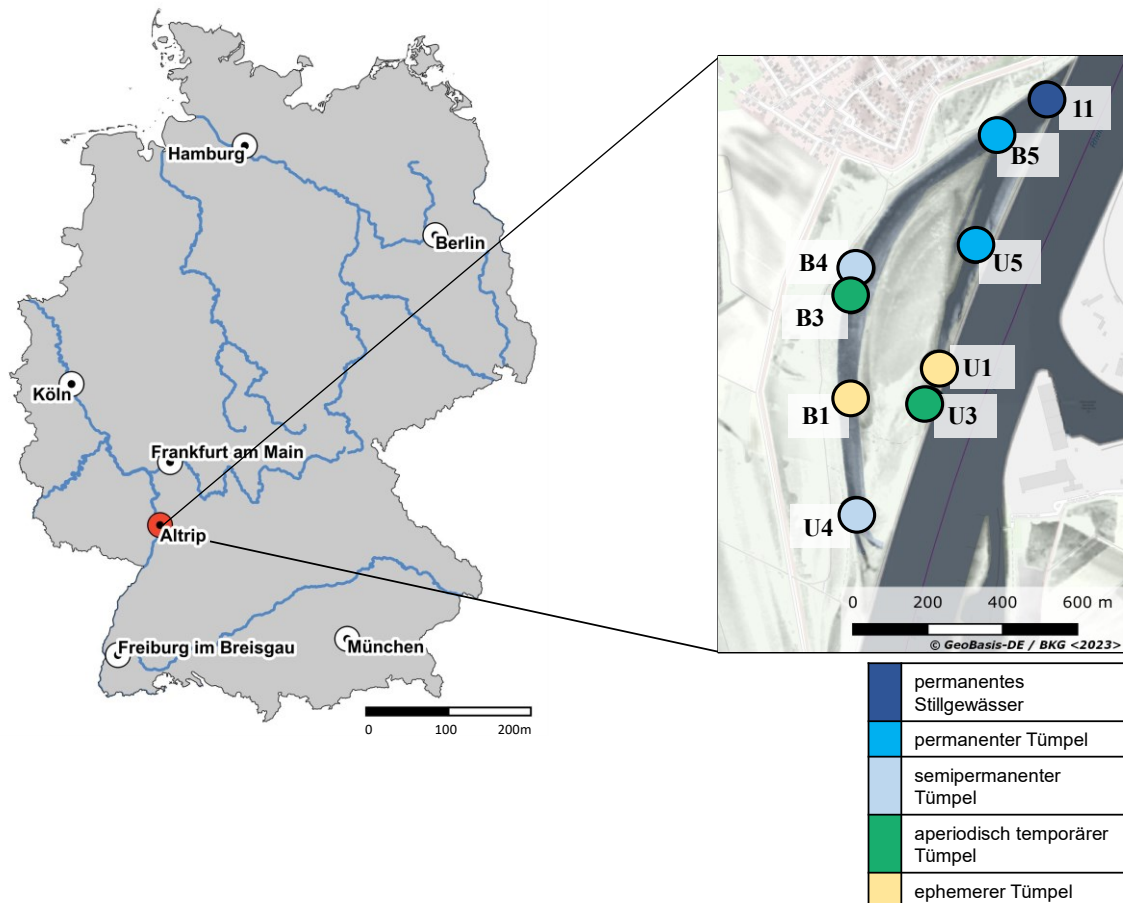 Hamburg
Berlin
Köln
Frankfurt am Main
Altrip
Freiburg im Breisgau
München
0 100 200m
11
B5
U5
B4
B3
U1
B1
U3
U4
0 200 400 600 m
© GeoBasis-DE / BKG <2023>
permanentes
Stillgewässer
permanenter Tümpel
semipermanenter
Tümpel
aperiodisch temporärer
Tümpel
ephemerer Tümpel